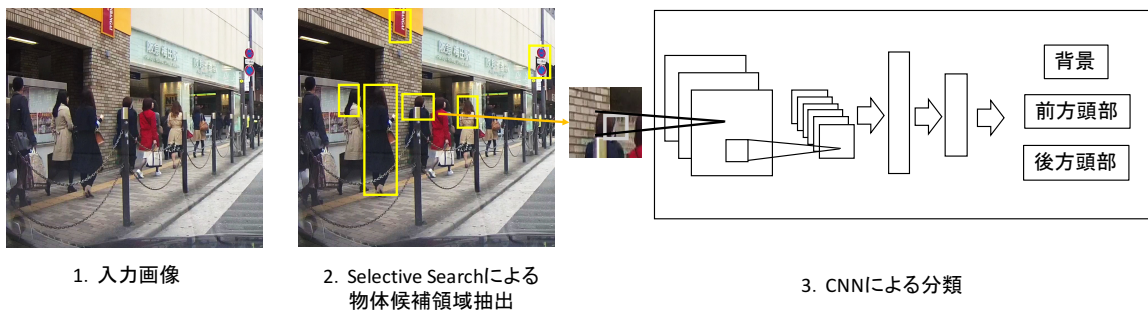 背景
前方頭部
後方頭部
1. 入力画像
2. Selective Searchによる
物体候補領域抽出
3. CNNによる分類